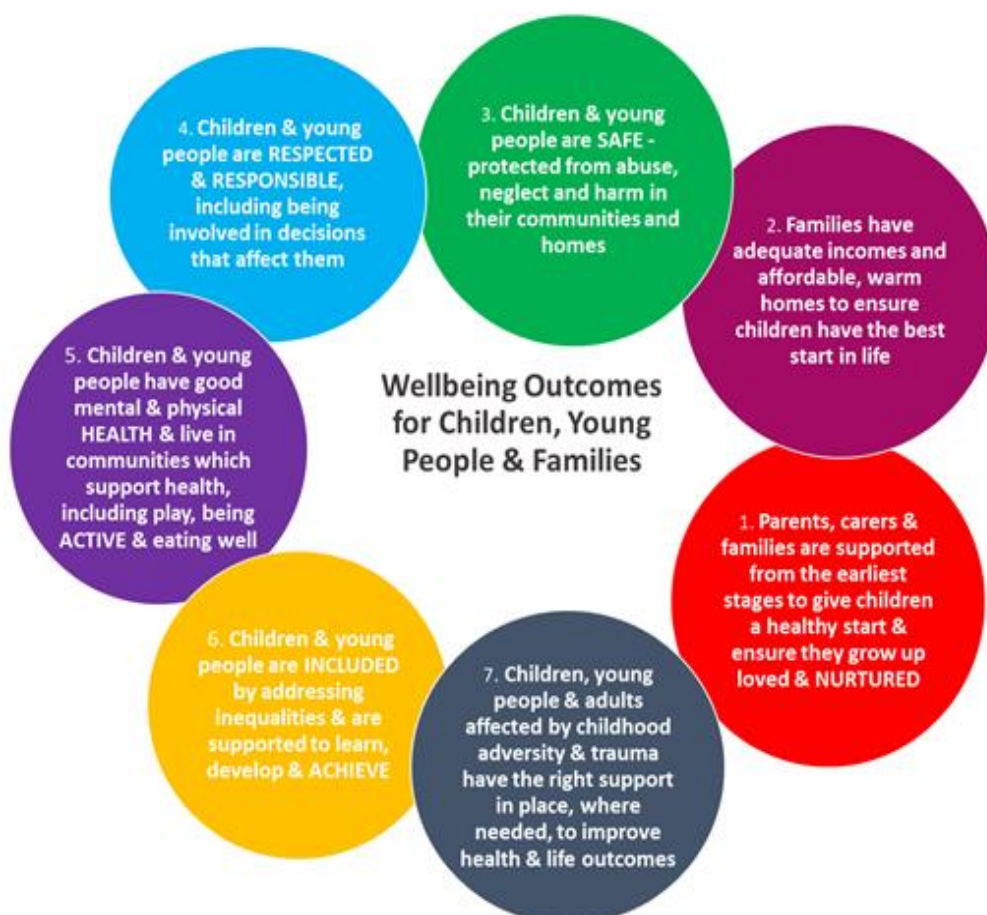 Wellbeing Outcomes
for Children, Young
People & Families
1. Parents, carers &
families are supported
from the earliest
stages to give children
a healthy start &
ensure they grow up
loved & NURTURED
2. Families have
adequate incomes and
affordable, warm
homes to ensure
children have the best
start in life
3. Children & young
people are SAFE -
protected from abuse,
neglect and harm in
their communities and
homes
4. Children & young
people are RESPECTED
& RESPONSIBLE,
including being
involved in decisions
that affect them
5. Children & young
people have good
mental & physical
HEALTH & live in
communities which
support health,
including play, being
ACTIVE & eating well
6. Children & young
people are INCLUDED
by addressing
inequalities & are
supported to learn,
develop & ACHIEVE
7. Children, young
people & adults
affected by childhood
adversity & trauma
have the right support
in place, where
needed, to improve
health & life outcomes